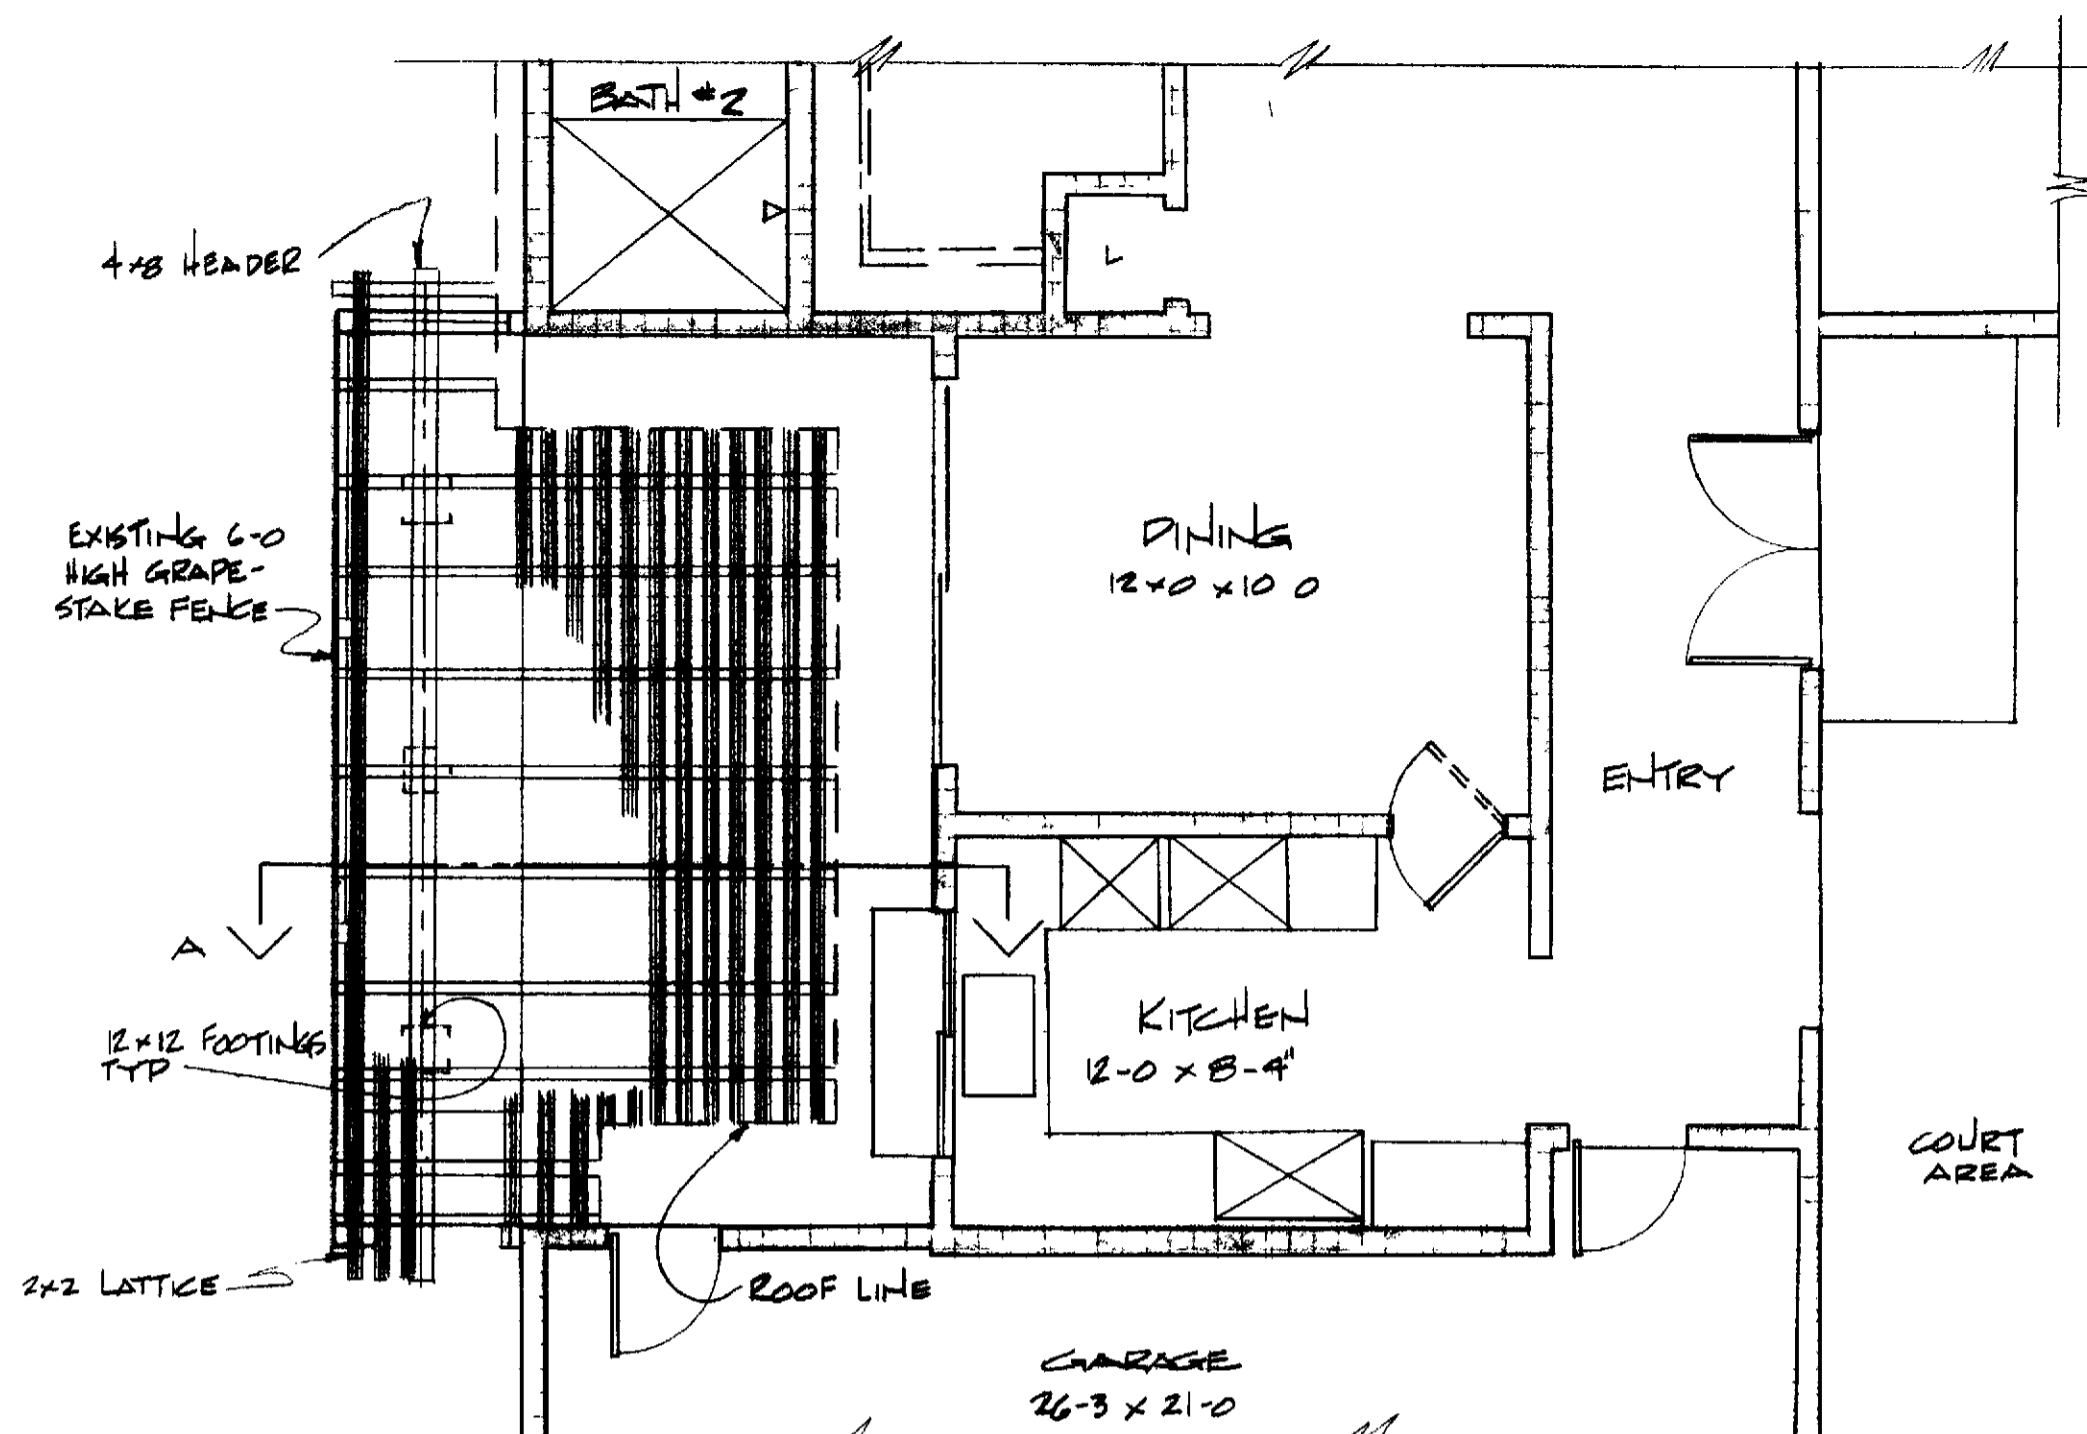 BATH #2
4x8 HEADER
L
EXISTING 6-0
HIGH GRAPE-
STAKE FENCE
DINING
12x0 x10 0
ENTRY
A
KITCHEN
12-0 x 8-4"
12x12 FOOTINGS
TYP
COURT
AREA
2x2 LATTICE
ROOF LINE
GARAGE
26-3 x 21-0